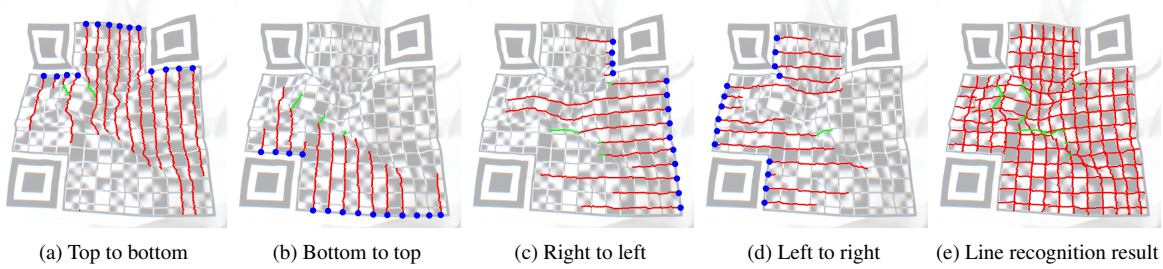 (a) Top to bottom
(b) Bottom to top
(c) Right to left
(d) Left to right
(e) Line recognition result